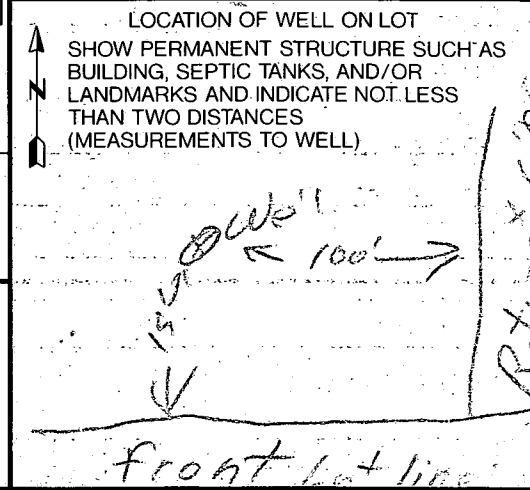 LOCATION OF WELL ON LOT
SHOW PERMANENT STRUCTURE SUCH AS
BUILDING, SEPTIC TANKS, AND/OR
LANDMARKS AND INDICATE NOT LESS
THAN TWO DISTANCES
(MEASUREMENTS TO WELL)
N
Well
100'
front Lot line